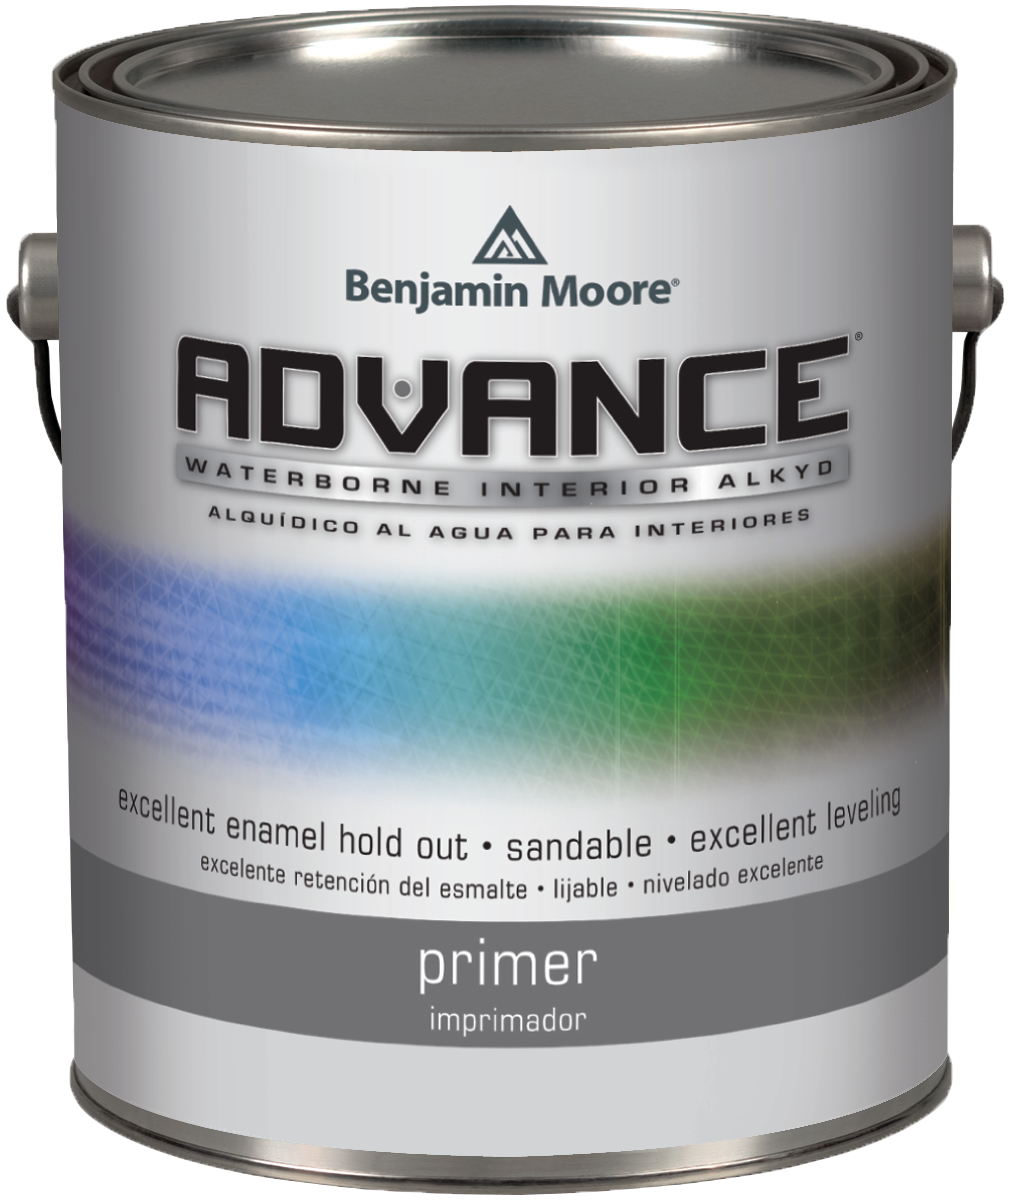 Benjamin Moore®
ADVANCE®
WATERBORNE INTERIOR ALKYD
ALQUÍDICO AL AGUA PARA INTERIORES
excellent enamel hold out • sandable • excellent leveling
excelente retención del esmalte • lijable • nivelado excelente
primer
imprimador